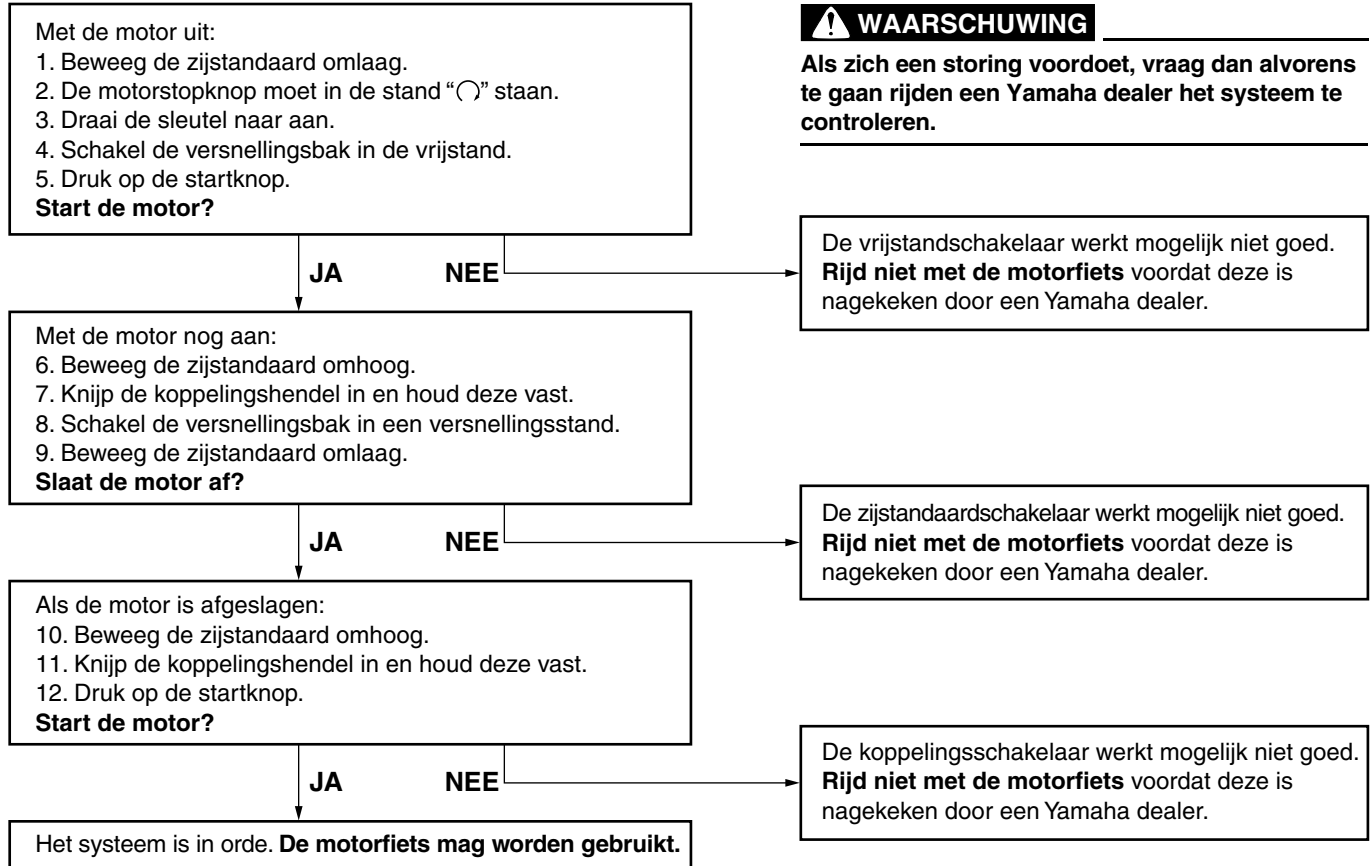 Met de motor uit:
1. Beweeg de zijstandaard omlaag.
2. De motorstopknop moet in de stand “◯” staan.
3. Draai de sleutel naar aan.
4. Schakel de versnellingsbak in de vrijstand.
5. Druk op de startknop.
Start de motor?
WAARSCHUWING
Als zich een storing voordoet, vraag dan alvorens
te gaan rijden een Yamaha dealer het systeem te
controleren.
JA NEE
De vrijstandschakelaar werkt mogelijk niet goed.
Rijd niet met de motorfiets voordat deze is
nagekeken door een Yamaha dealer.
Met de motor nog aan:
6. Beweeg de zijstandaard omhoog.
7. Knijp de koppelingshendel in en houd deze vast.
8. Schakel de versnellingsbak in een versnellingsstand.
9. Beweeg de zijstandaard omlaag.
Slaat de motor af?
JA NEE
De zijstandaardschakelaar werkt mogelijk niet goed.
Rijd niet met de motorfiets voordat deze is
nagekeken door een Yamaha dealer.
Als de motor is afgeslagen:
10. Beweeg de zijstandaard omhoog.
11. Knijp de koppelingshendel in en houd deze vast.
12. Druk op de startknop.
Start de motor?
JA NEE
De koppelingsschakelaar werkt mogelijk niet goed.
Rijd niet met de motorfiets voordat deze is
nagekeken door een Yamaha dealer.
Het systeem is in orde. De motorfiets mag worden gebruikt.